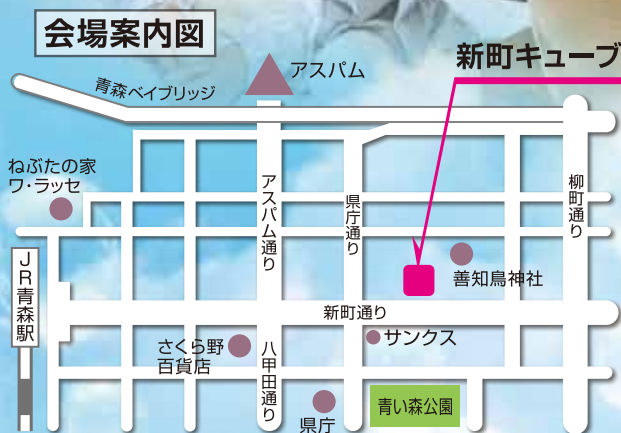 会場案内図
アスパム
新町キューブ
青森ベイブリッジ
ねぶたの家
ワ・ラッセ
アスパム通り
県庁通り
柳町通り
JR青森駅
善知鳥神社
新町通り
さくら野
百貨店
八甲田通り
サンクス
県庁
青い森公園